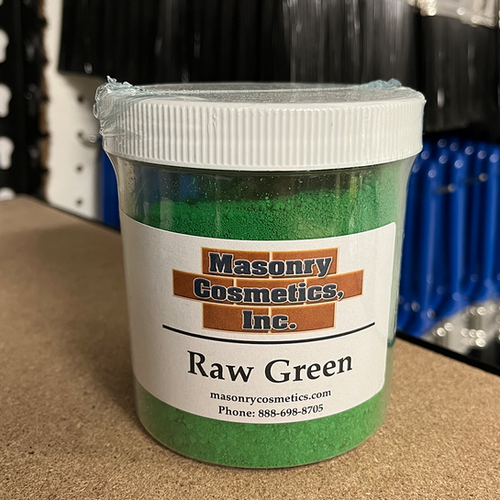 Masonry
Cosmetics,
Inc.
Raw Green
masonrycosmetics.com
Phone: 888-698-8705